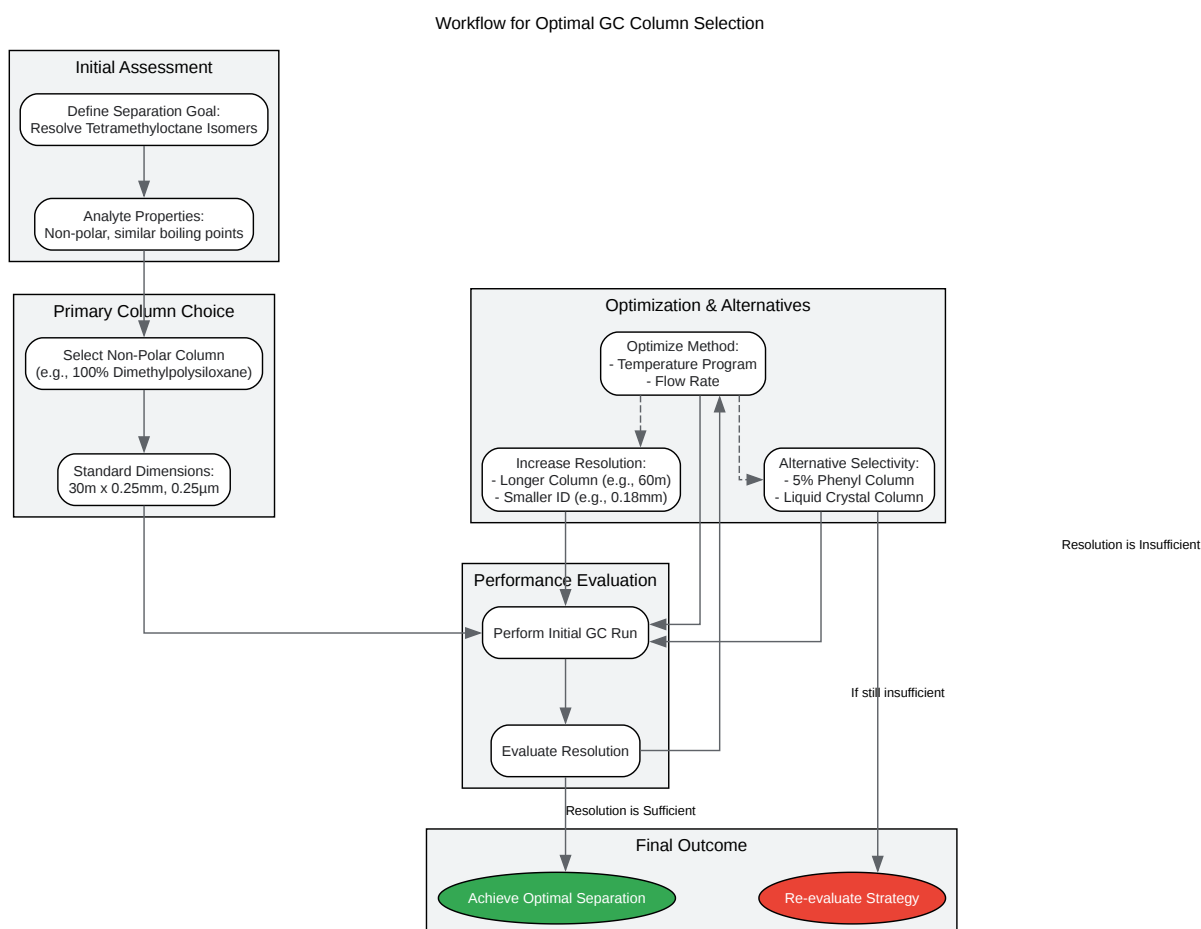 Workflow for Optimal GC Column Selection
Initial Assessment
Define Separation Goal:
Resolve Tetramethyloctane Isomers
Analyte Properties:
Non-polar, similar boiling points
Primary Column Choice
Select Non-Polar Column
(e.g., 100% Dimethylpolysiloxane)
Standard Dimensions:
30m x 0.25mm, 0.25µm
Optimization & Alternatives
Optimize Method:
- Temperature Program
- Flow Rate
Increase Resolution:
- Longer Column (e.g., 60m)
- Smaller ID (e.g., 0.18mm)
Alternative Selectivity:
- 5% Phenyl Column
- Liquid Crystal Column
Resolution is Insufficient
Performance Evaluation
Perform Initial GC Run
Evaluate Resolution
If still insufficient
Resolution is Sufficient
Final Outcome
Achieve Optimal Separation
Re-evaluate Strategy